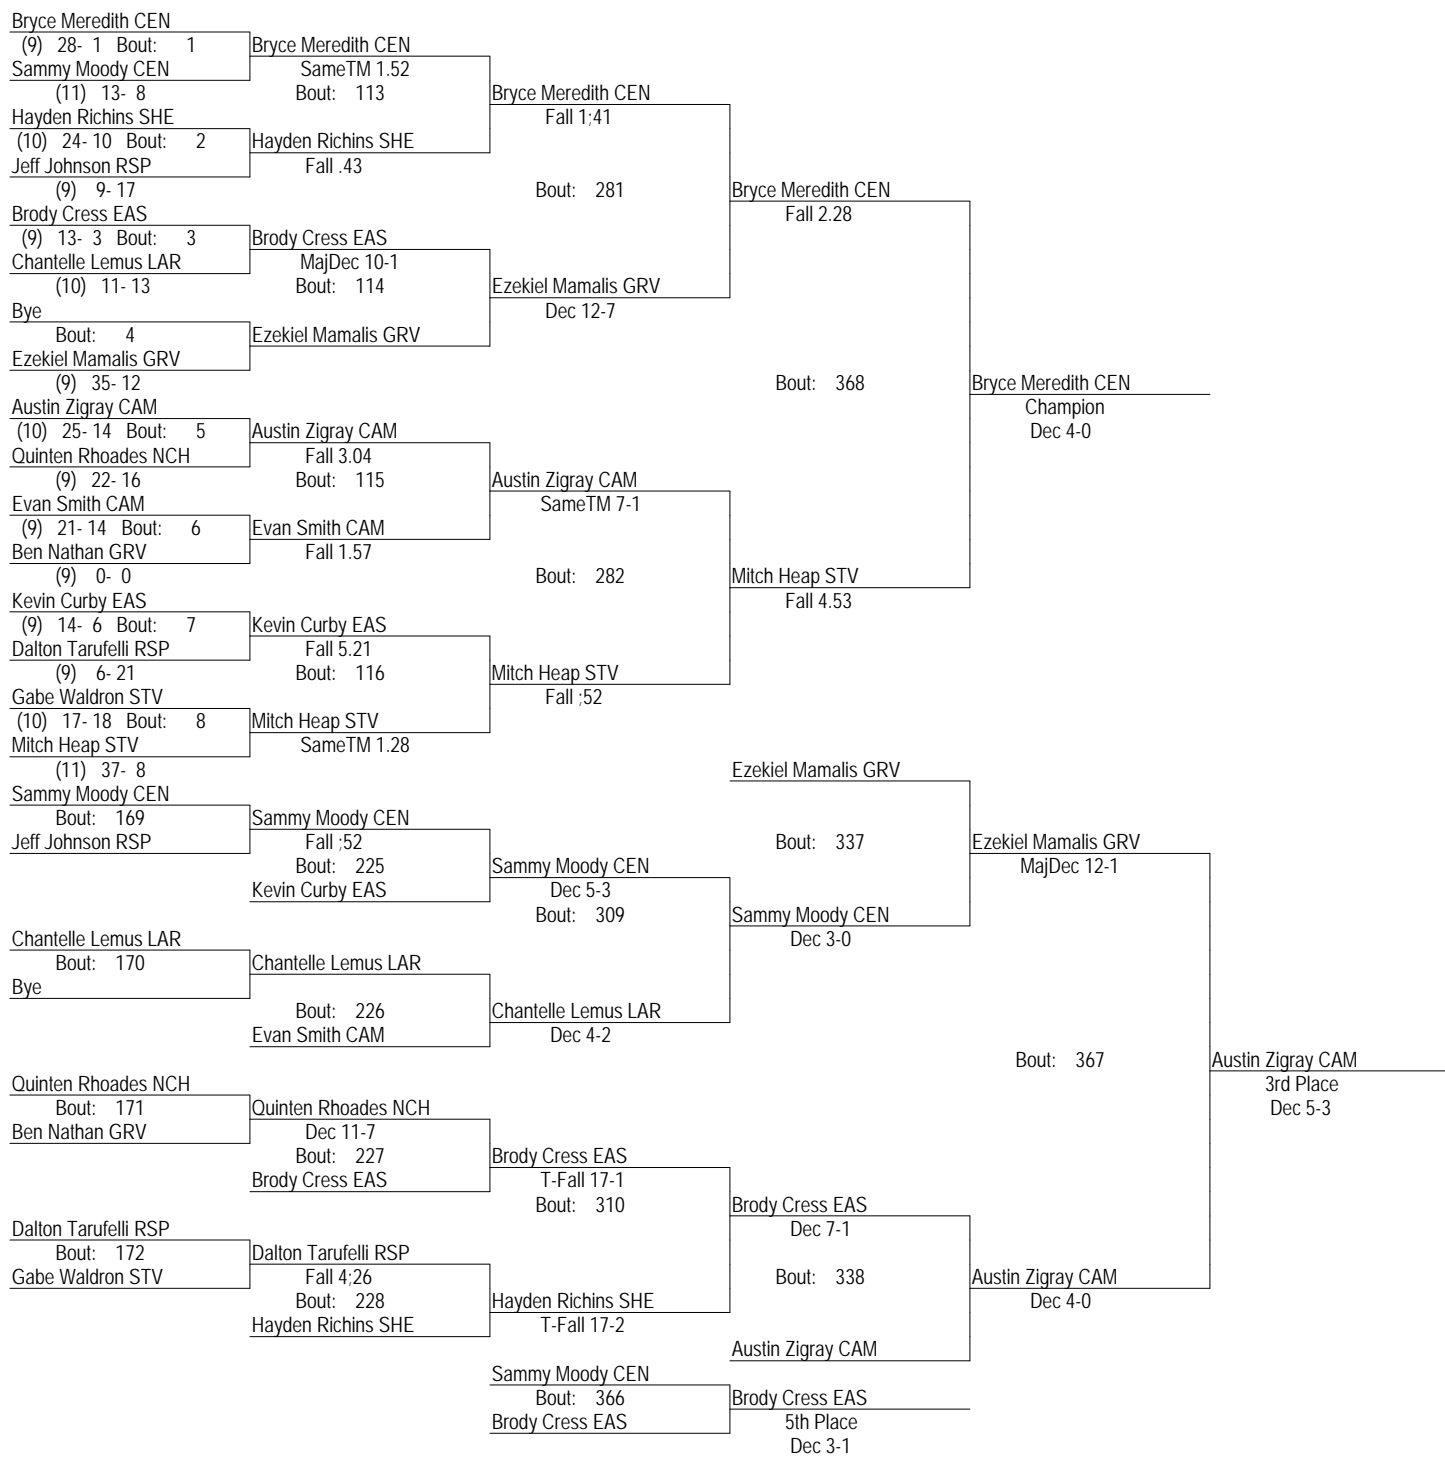 Bryce Meredith CEN
(9) 28- 1 Bout: 1
Bryce Meredith CEN
Sammy Moody CEN
SameTM 1.52
(11) 13- 8
Bout: 113
Bryce Meredith CEN
Hayden Richins SHE
Fall 1;41
(10) 24- 10 Bout: 2
Hayden Richins SHE
Jeff Johnson RSP
Fall .43
(9) 9- 17
Bout: 281
Bryce Meredith CEN
Brody Cress EAS
Fall 2.28
(9) 13- 3 Bout: 3
Brody Cress EAS
Chantelle Lemus LAR
MajDec 10-1
(10) 11- 13
Bout: 114
Ezekiel Mamalis GRV
Bye
Dec 12-7
Bout: 4
Ezekiel Mamalis GRV
Ezekiel Mamalis GRV
(9) 35- 12
Bout: 368
Bryce Meredith CEN
Austin Zigray CAM
Champion
(10) 25- 14 Bout: 5
Austin Zigray CAM
Dec 4-0
Quinten Rhoades NCH
Fall 3.04
(9) 22- 16
Bout: 115
Austin Zigray CAM
Evan Smith CAM
SameTM 7-1
(9) 21- 14 Bout: 6
Evan Smith CAM
Ben Nathan GRV
Fall 1.57
(9) 0- 0
Bout: 282
Mitch Heap STV
Kevin Curby EAS
Fall 4.53
(9) 14- 6 Bout: 7
Kevin Curby EAS
Dalton Tarufelli RSP
Fall 5.21
(9) 6- 21
Bout: 116
Mitch Heap STV
Gabe Waldron STV
Fall ;52
(10) 17- 18 Bout: 8
Mitch Heap STV
Mitch Heap STV
SameTM 1.28
(11) 37- 8
Ezekiel Mamalis GRV
Sammy Moody CEN
Bout: 169
Sammy Moody CEN
Jeff Johnson RSP
Fall ;52
Bout: 337
Ezekiel Mamalis GRV
Bout: 225
Sammy Moody CEN
MajDec 12-1
Kevin Curby EAS
Dec 5-3
Bout: 309
Sammy Moody CEN
Chantelle Lemus LAR
Dec 3-0
Bout: 170
Chantelle Lemus LAR
Bye
Bout: 226
Chantelle Lemus LAR
Evan Smith CAM
Dec 4-2
Bout: 367
Austin Zigray CAM
Quinten Rhoades NCH
3rd Place
Bout: 171
Quinten Rhoades NCH
Dec 5-3
Ben Nathan GRV
Dec 11-7
Bout: 227
Brody Cress EAS
Brody Cress EAS
T-Fall 17-1
Bout: 310
Brody Cress EAS
Dalton Tarufelli RSP
Dec 7-1
Bout: 172
Dalton Tarufelli RSP
Gabe Waldron STV
Fall 4;26
Bout: 338
Austin Zigray CAM
Bout: 228
Hayden Richins SHE
Dec 4-0
Hayden Richins SHE
T-Fall 17-2
Austin Zigray CAM
Sammy Moody CEN
Bout: 366
Brody Cress EAS
Brody Cress EAS
5th Place
Dec 3-1